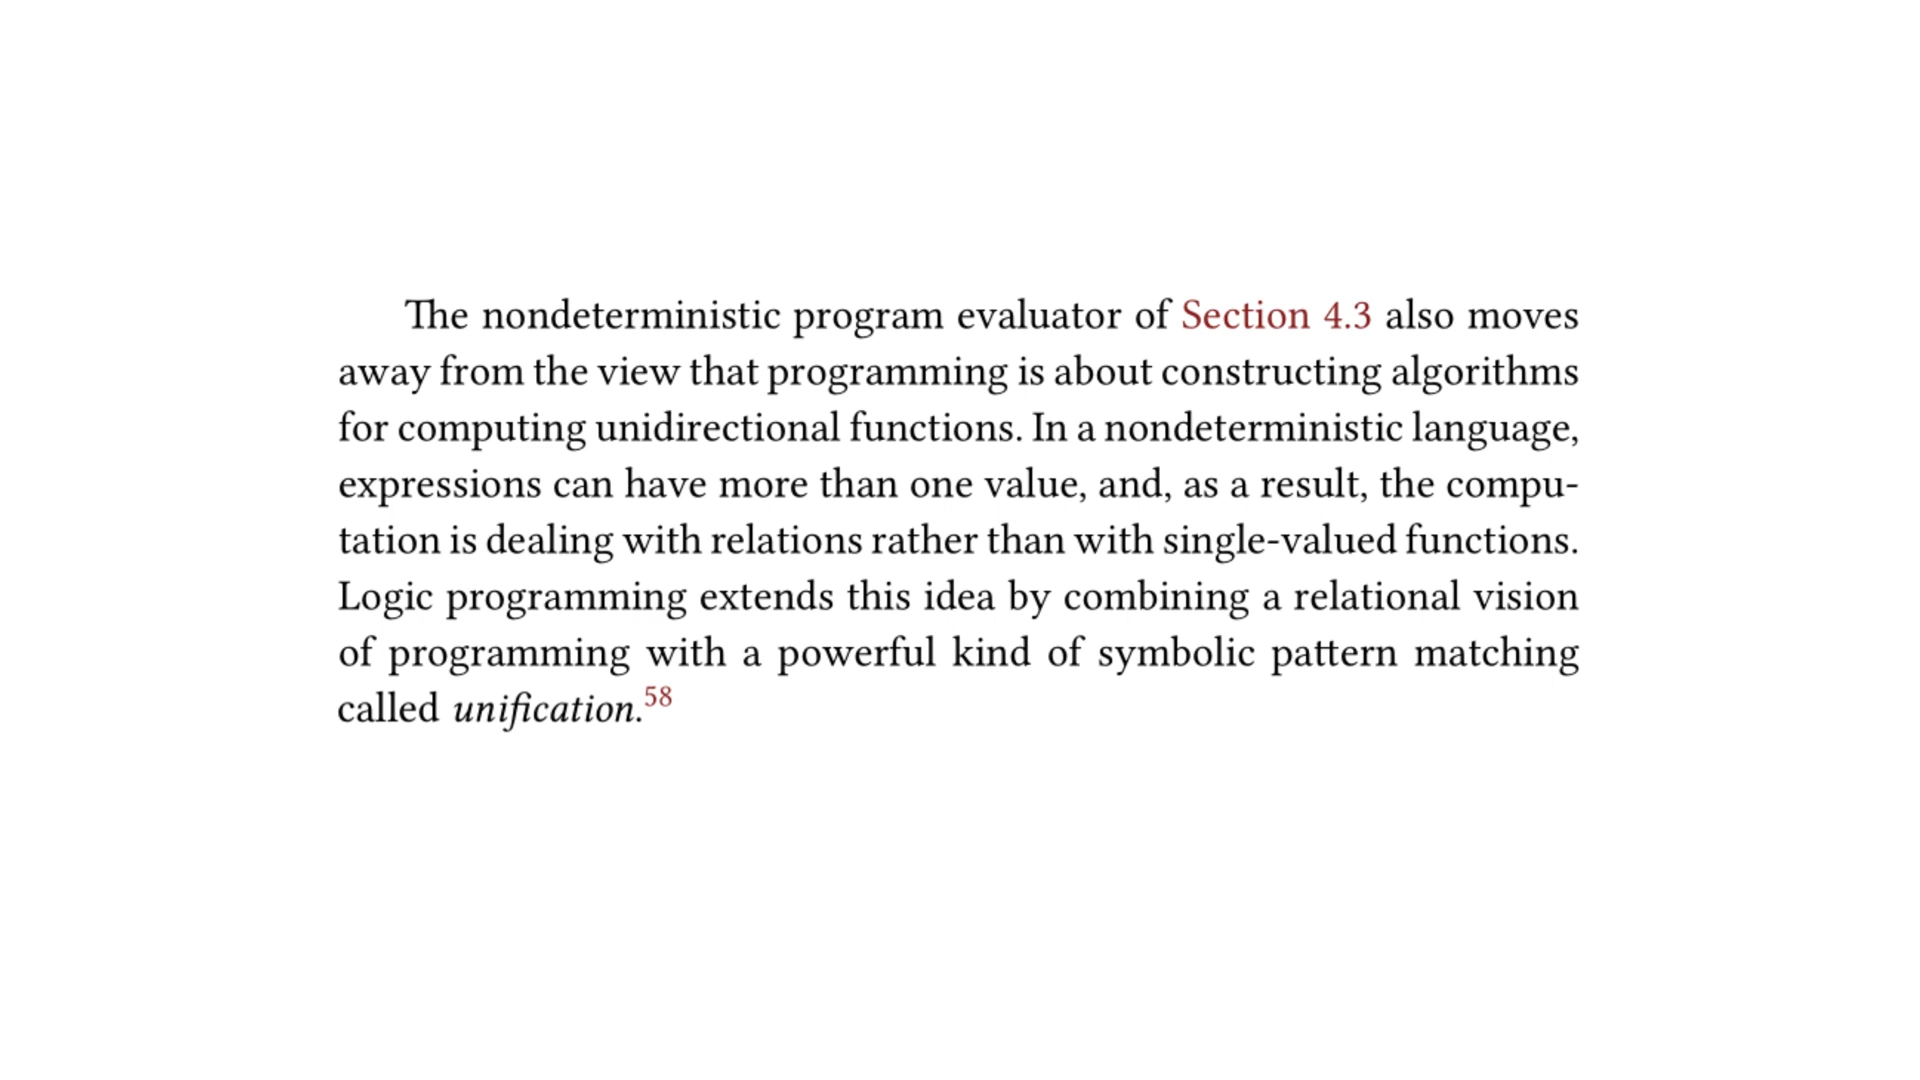 The nondeterministic program evaluator of Section 4.3 also moves
away from the view that programming is about constructing algorithms
for computing unidirectional functions. In a nondeterministic language,
expressions can have more than one value, and, as a result, the compu-
tation is dealing with relations rather than with single-valued functions.
Logic programming extends this idea by combining a relational vision
of programming with a powerful kind of symbolic pattern matching
called unification.58